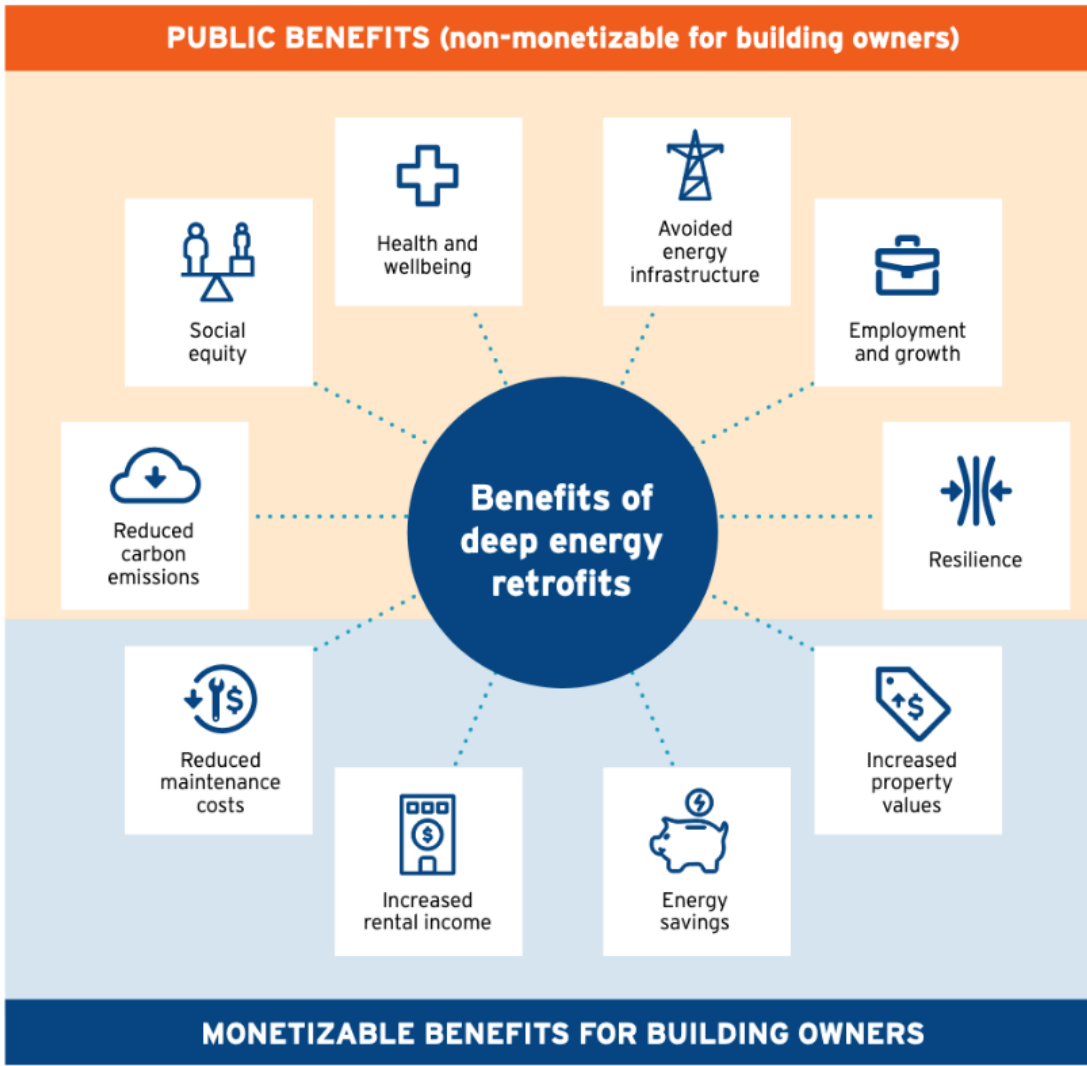 PUBLIC BENEFITS (non-monetizable for building owners)
Health and
wellbeing
Avoided
energy
infrastructure
Social
equity
Employment
and growth
Reduced
carbon
emissions
Benefits of
deep energy
retrofits
Resilience
Reduced
maintenance
costs
$
Increased
property
values
$
Increased
rental income
$
Energy
savings
MONETIZABLE BENEFITS FOR BUILDING OWNERS